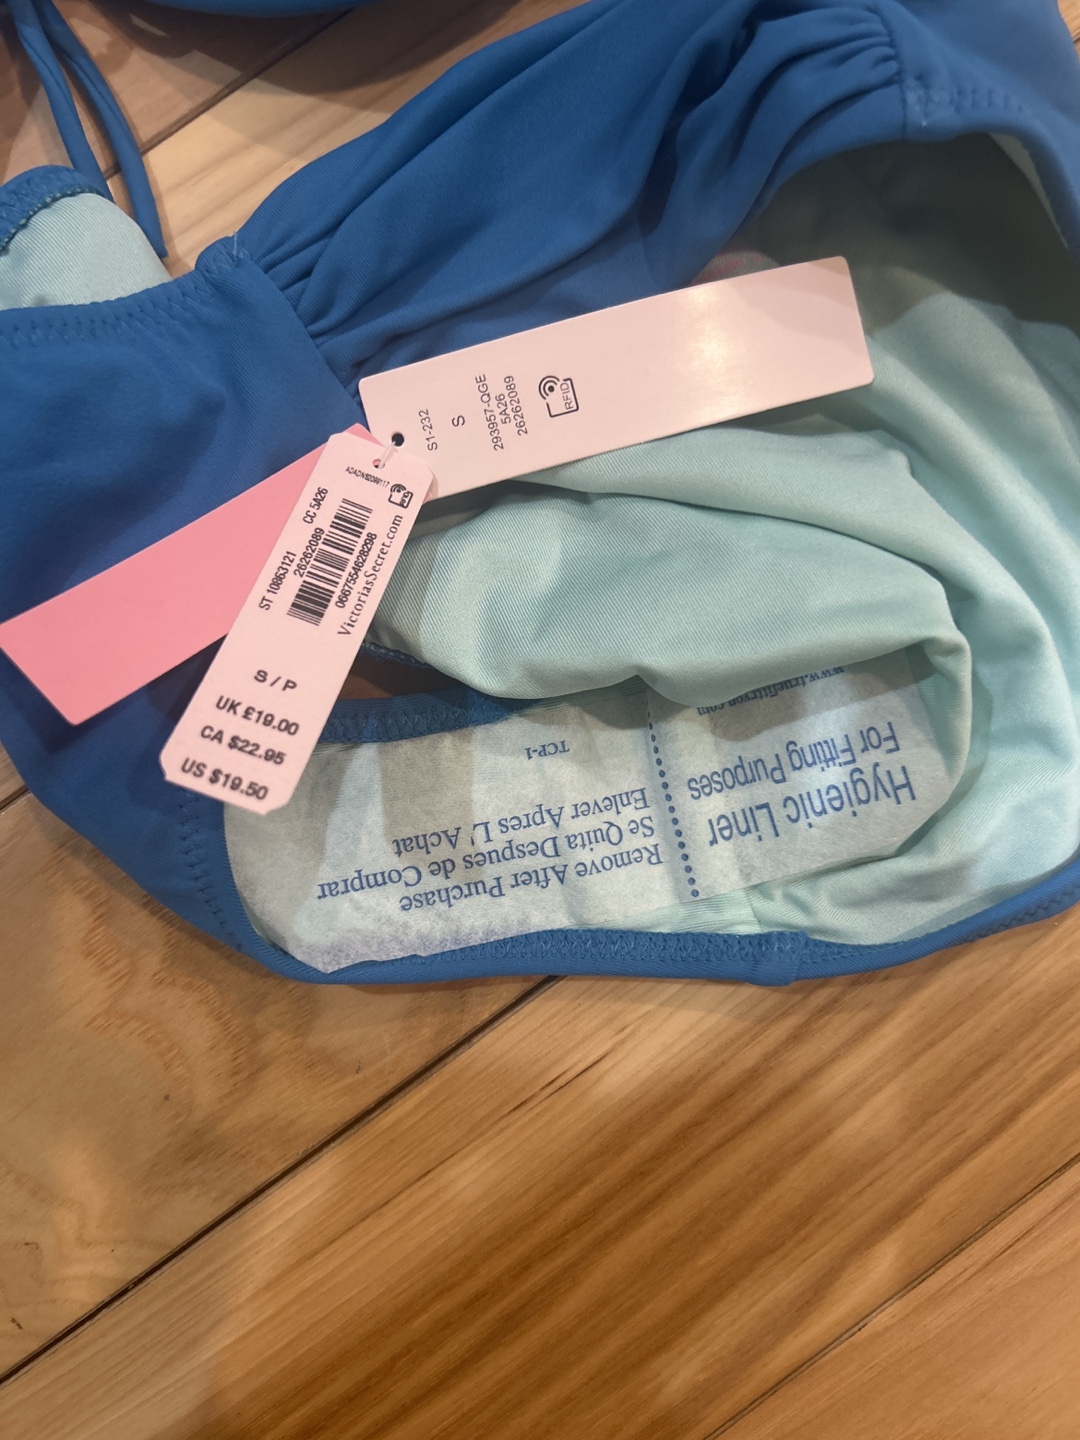 S1-232
S
293957-QGE
5A26
26262089
RFID
ST 10863121 CC 5A26
26262089
0667554628298
VictoriasSecret.com
S / P
UK £19.00
CA $22.95
US $19.50
Hygienic Liner
For Fitting Purposes
Remove After Purchase
Se Quita Despues de Comprar
Enlever Apres L' Achat
TCP-1